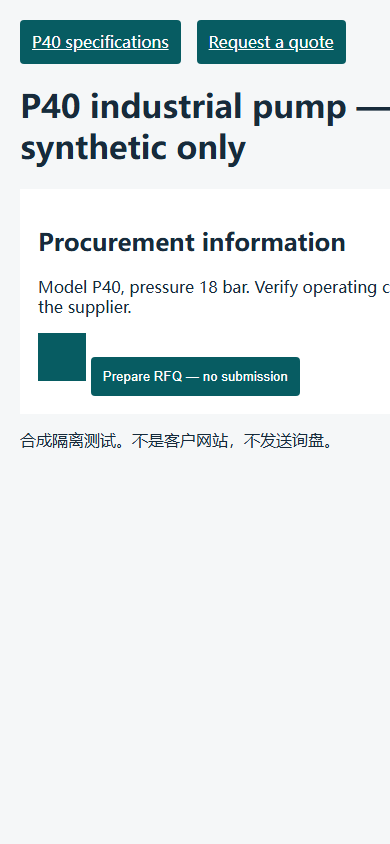 P40 specifications
Request a quote
P40 industrial pump —
synthetic only
Procurement information
Model P40, pressure 18 bar. Verify operating c
the supplier.
Prepare RFQ — no submission
合成隔离测试。不是客户网站，不发送询盘。